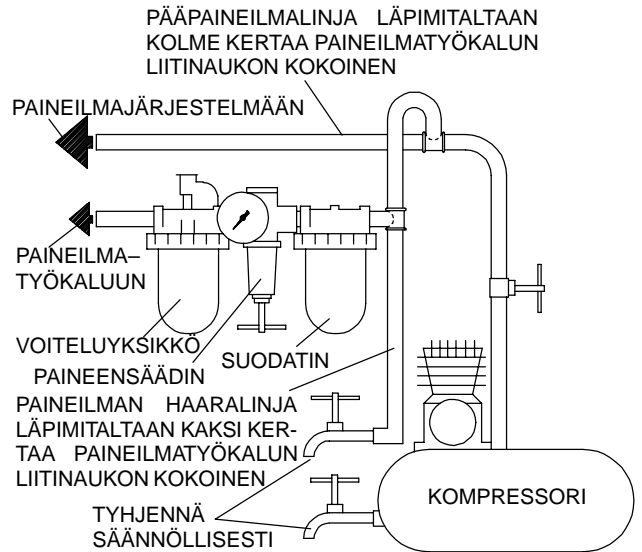 PÄÄPAINEILMALINJA LÄPIMITALTAAN
KOLME KERTAA PAINEILMATYÖKALUN
LIITINAUKON KOKOINEN
PAINEILMAJÄRJESTELMÄÄN
PAINEILMA–
TYÖKALUUN
VOITELUYKSIKKÖ
SUODATIN
PAINEENSÄÄDIN
PAINEILMAN HAARALINJA
LÄPIMITALTAAN KAKSI KER-
TAA PAINEILMATYÖKALUN
LIITINAUKON KOKOINEN
KOMPRESSORI
TYHJENNÄ
SÄÄNNÖLLISESTI